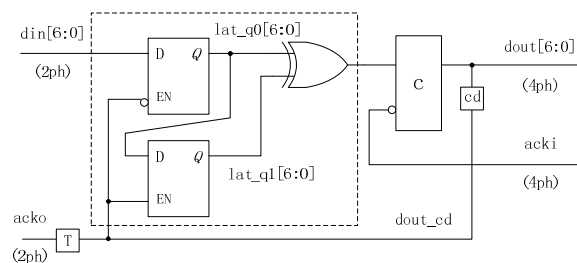 din[6:0]
(2ph)
lat_q0[6:0]
D
Q
EN
D
Q
EN
lat_q1[6:0]
C
dout[6:0]
(4ph)
cd
acki
(4ph)
acko
(2ph)
T
dout_cd